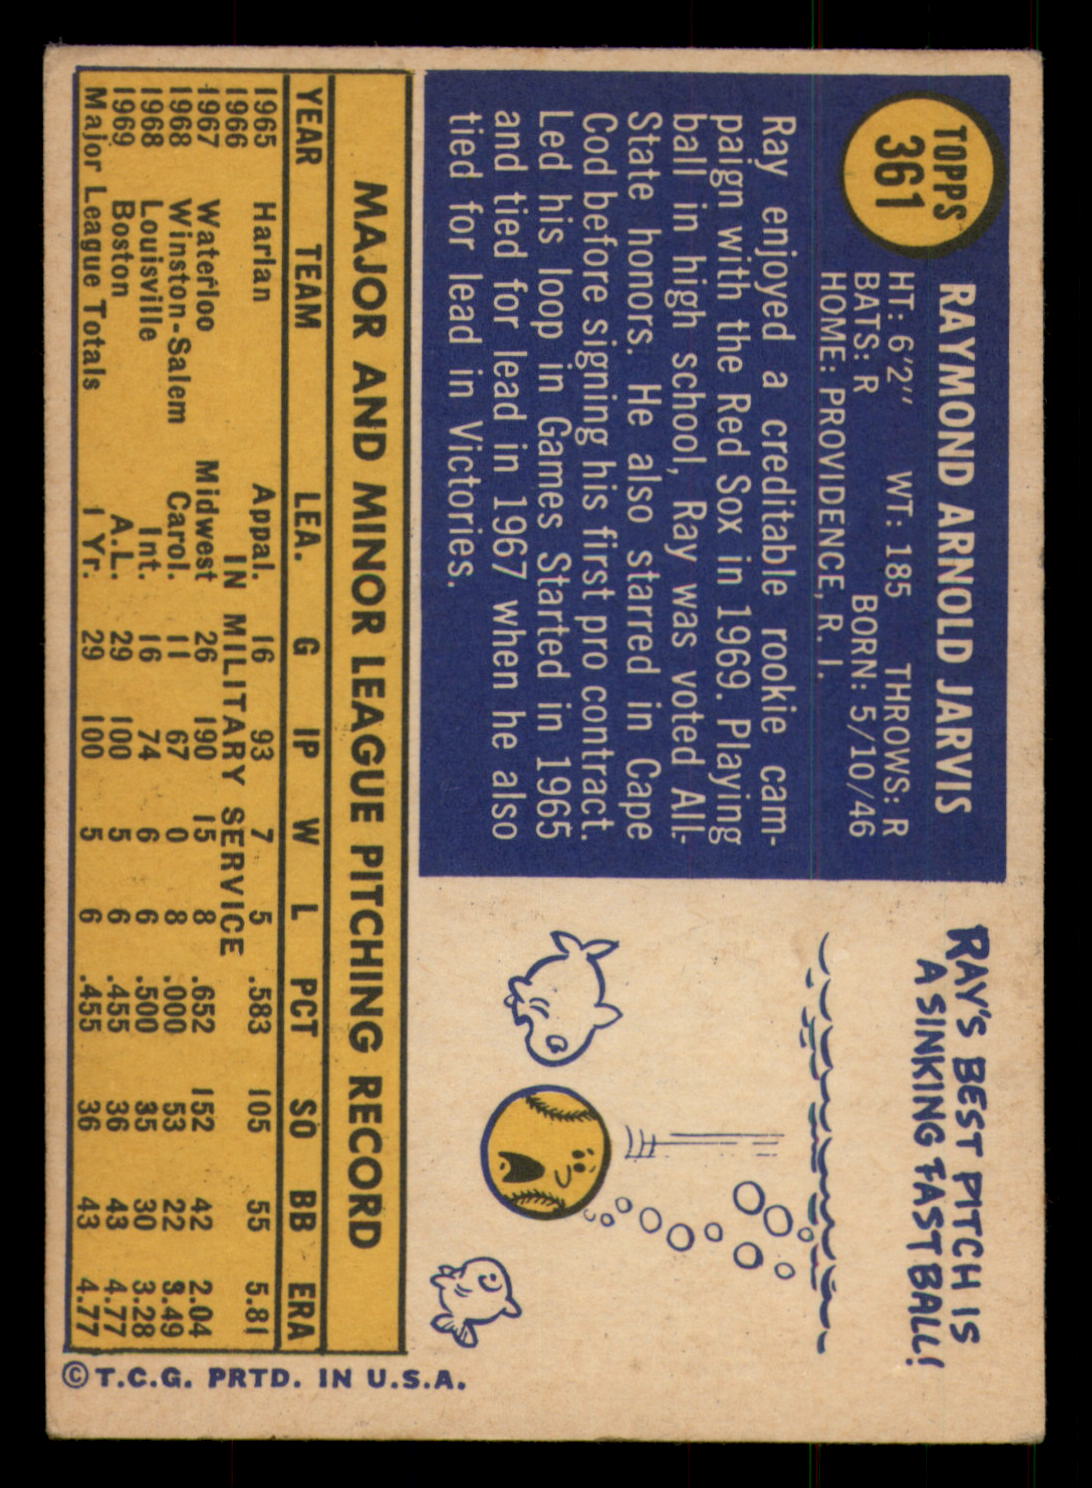 TOPPS
361
RAYMOND ARNOLD JARVIS
HT: 6'2" WT: 185 THROWS: R
BATS: R BORN: 5/10/46
HOME: PROVIDENCE, R. I.
Ray enjoyed a creditable rookie cam-
paign with the Red Sox in 1969. Playing
ball in high school, Ray was voted All-
State honors. He also starred in Cape
Cod before signing his first pro contract.
Led his loop in Games Started in 1965
and tied for lead in 1967 when he also
tied for lead in Victories.
RAY'S BEST PITCH IS
A SINKING FAST BALL!
MAJOR AND MINOR LEAGUE PITCHING RECORD
YEAR TEAM LEA. G IP W L PCT SO BB ERA
1965 Harlan Appal. 16 93 7 5 .583 105 55 5.81
1966 IN MILITARY SERVICE
1967 Waterloo Midwest 26 190 15 8 .652 152 42 2.04
1968 Winston-Salem Carol. 11 67 0 8 .000 53 22 3.49
1968 Louisville Int. 16 74 6 6 .500 35 30 3.28
1969 Boston A.L. 29 100 5 6 .455 36 43 4.77
Major League Totals 1 Yr. 29 100 5 6 .455 36 43 4.77
© T.C.G. PRTD. IN U.S.A.